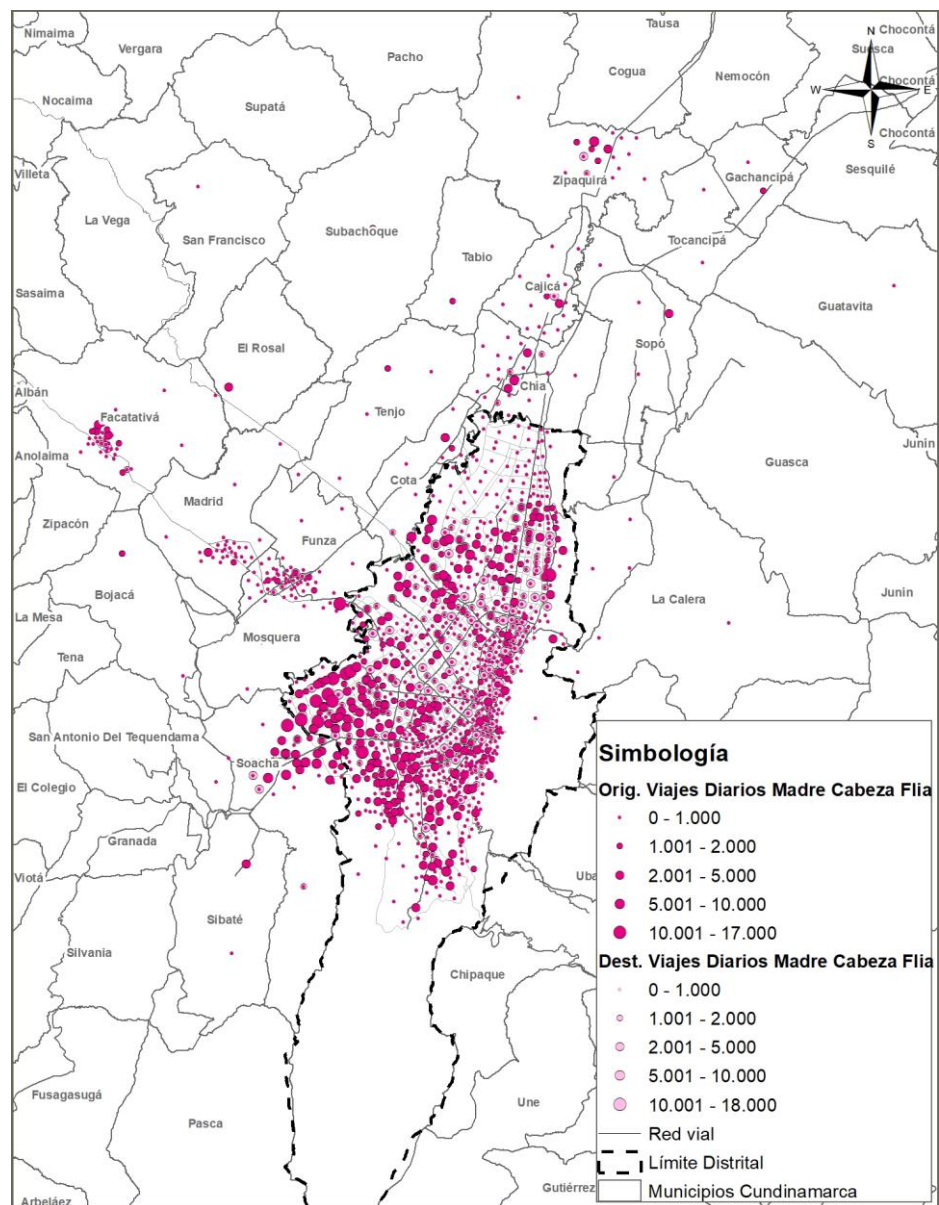 Nimaima
Vergara
Pacho
Tausa
N
Chocontá
Suesca
Cogua
Nemocón
Chocontá
W
E
Nocaima
Supatá
S
Chocontá
Villeta
Sesquilé
Gachancipá
Zipaquirá
La Vega
Subachoque
San Francisco
Tocancipá
Tabio
Sasaima
Cajicá
Guatavita
El Rosal
Sopó
Albán
Chía
Facatativá
Tenjo
Junin
Anolaima
Guasca
Cota
Madrid
Zipacón
Funza
Bojacá
La Calera
Junin
La Mesa
Mosquera
Tena
San Antonio Del Tequendama
Soacha
El Colegio
Granada
Viotá
Uba
Sibaté
Silvania
Chipaque
Fusagasugá
Une
Pasca
Gutiérrez
Arbeláez
Simbología
Orig. Viajes Diarios Madre Cabeza Flia
0 - 1.000
1.001 - 2.000
2.001 - 5.000
5.001 - 10.000
10.001 - 17.000
Dest. Viajes Diarios Madre Cabeza Flia
0 - 1.000
1.001 - 2.000
2.001 - 5.000
5.001 - 10.000
10.001 - 18.000
Red vial
Límite Distrital
Municipios Cundinamarca